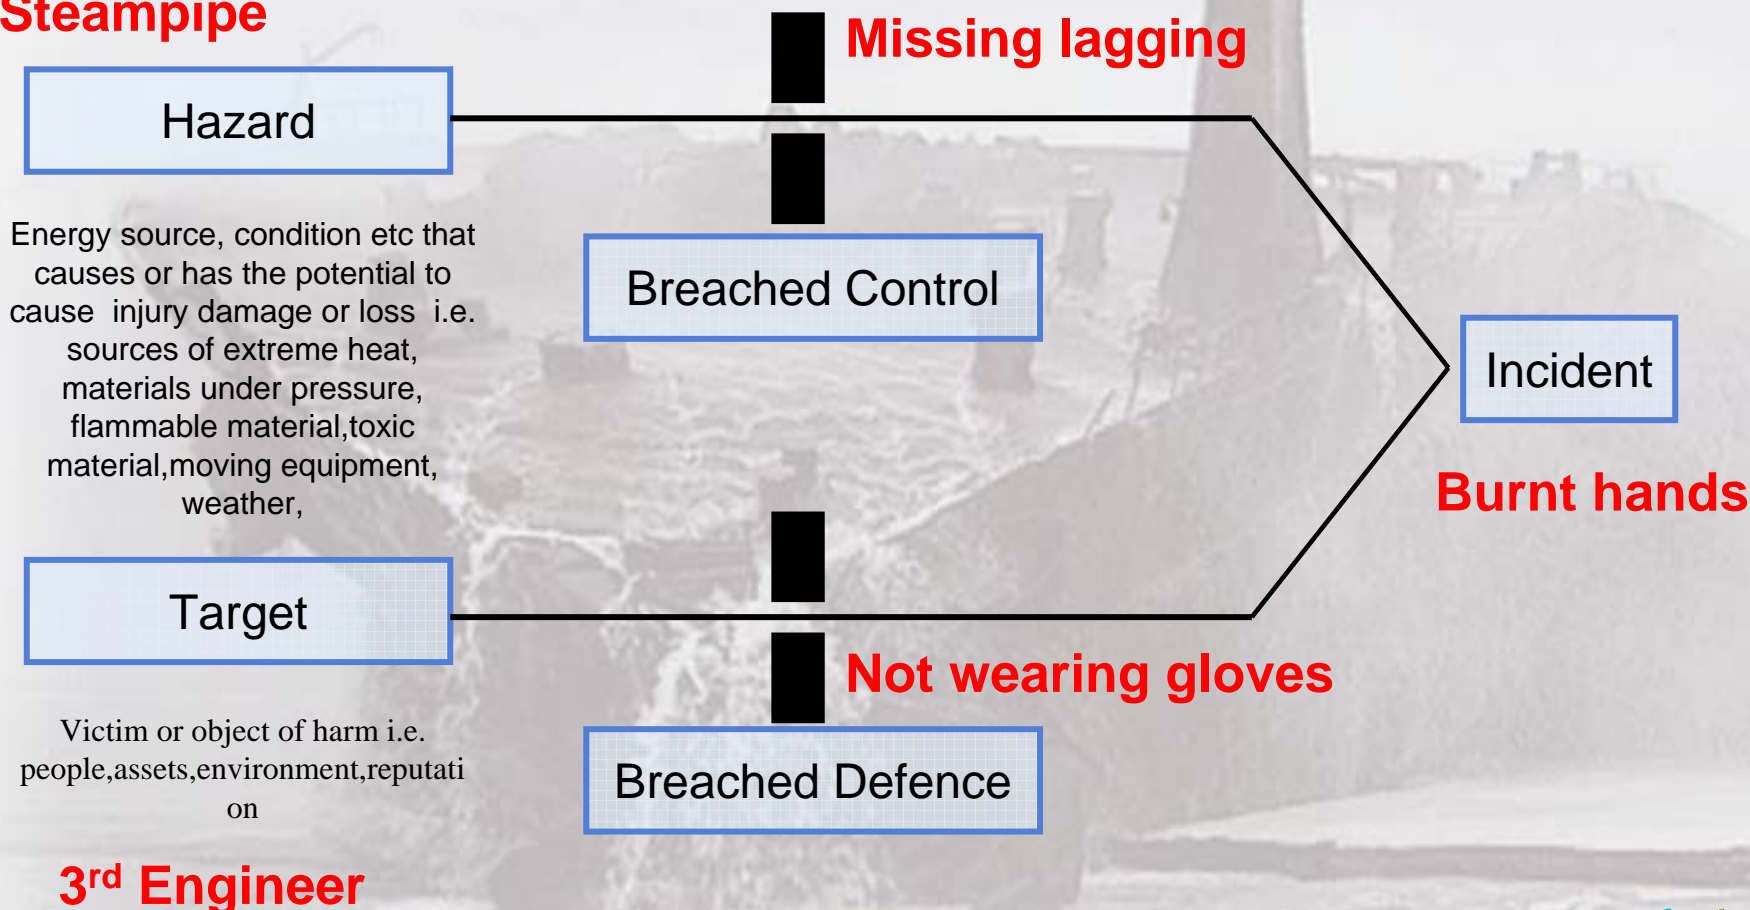 Steampipe
Missing lagging
Hazard
Energy source, condition etc that
causes or has the potential to
cause injury damage or loss i.e.
sources of extreme heat,
materials under pressure,
flammable material,toxic
material,moving equipment,
weather,
Breached Control
Incident
Burnt hands
Target
Not wearing gloves
Victim or object of harm i.e.
people,assets,environment,reputati
on
Breached Defence
3rd Engineer